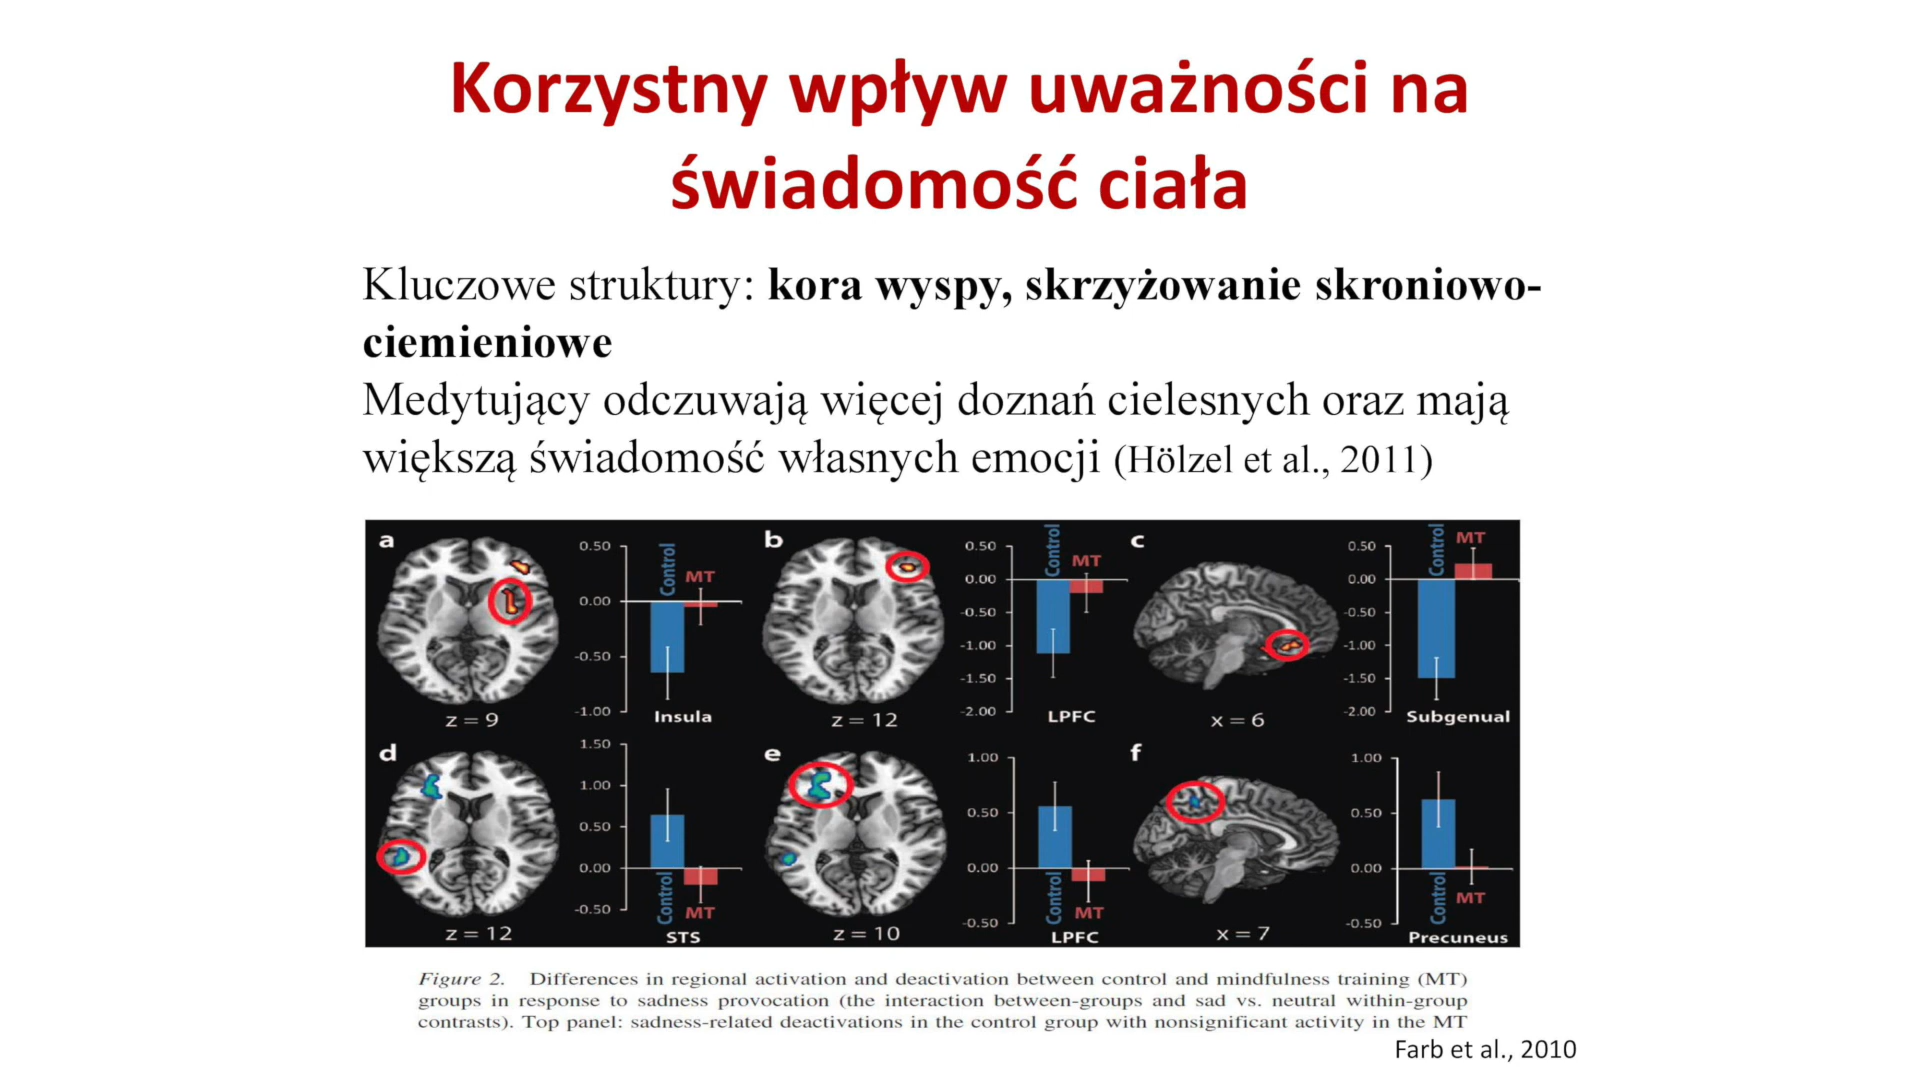 Korzystny wpływ uważności na
świadomość ciała
Kluczowe struktury: kora wyspy, skrzyżowanie skroniowo-
ciemieniowe
Medytujący odczuwają więcej doznań cielesnych oraz mają
większą świadomość własnych emocji (Hölzel et al., 2011)
a
z = 9
0.50
0.00
-0.50
-1.00
Control
MT
Insula
b
z = 12
0.50
0.00
-0.50
-1.00
-1.50
-2.00
Control
MT
LPFC
c
x = 6
0.50
0.00
-0.50
-1.00
-1.50
-2.00
Control
MT
Subgenual
d
z = 12
1.50
1.00
0.50
0.00
-0.50
Control
MT
STS
e
z = 10
1.00
0.50
0.00
-0.50
Control
MT
LPFC
f
x = 7
1.00
0.50
0.00
-0.50
Control
MT
Precuneus
Figure 2. Differences in regional activation and deactivation between control and mindfulness training (MT)
groups in response to sadness provocation (the interaction between-groups and sad vs. neutral within-group
contrasts). Top panel: sadness-related deactivations in the control group with nonsignificant activity in the MT
Farb et al., 2010